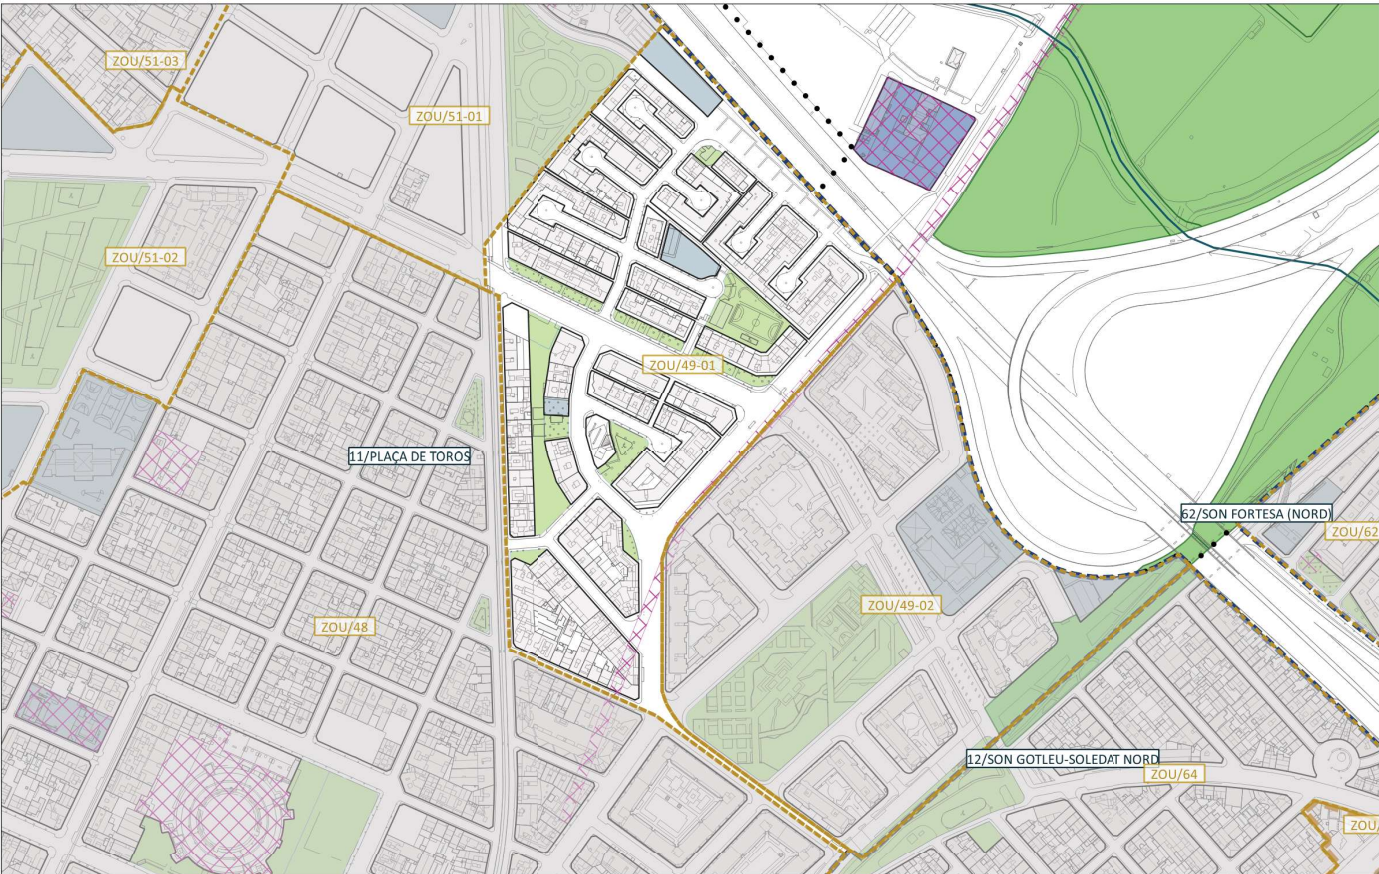 ZOU/51-03
ZOU/51-01
ZOU/51-02
ZOU/49-01
11/PLAÇA DE TOROS
62/SON FORTESA (NORD)
ZOU/62
ZOU/49-02
ZOU/48
12/SON GOTLEU-SOLEDAT NORD
ZOU/64
ZOU/